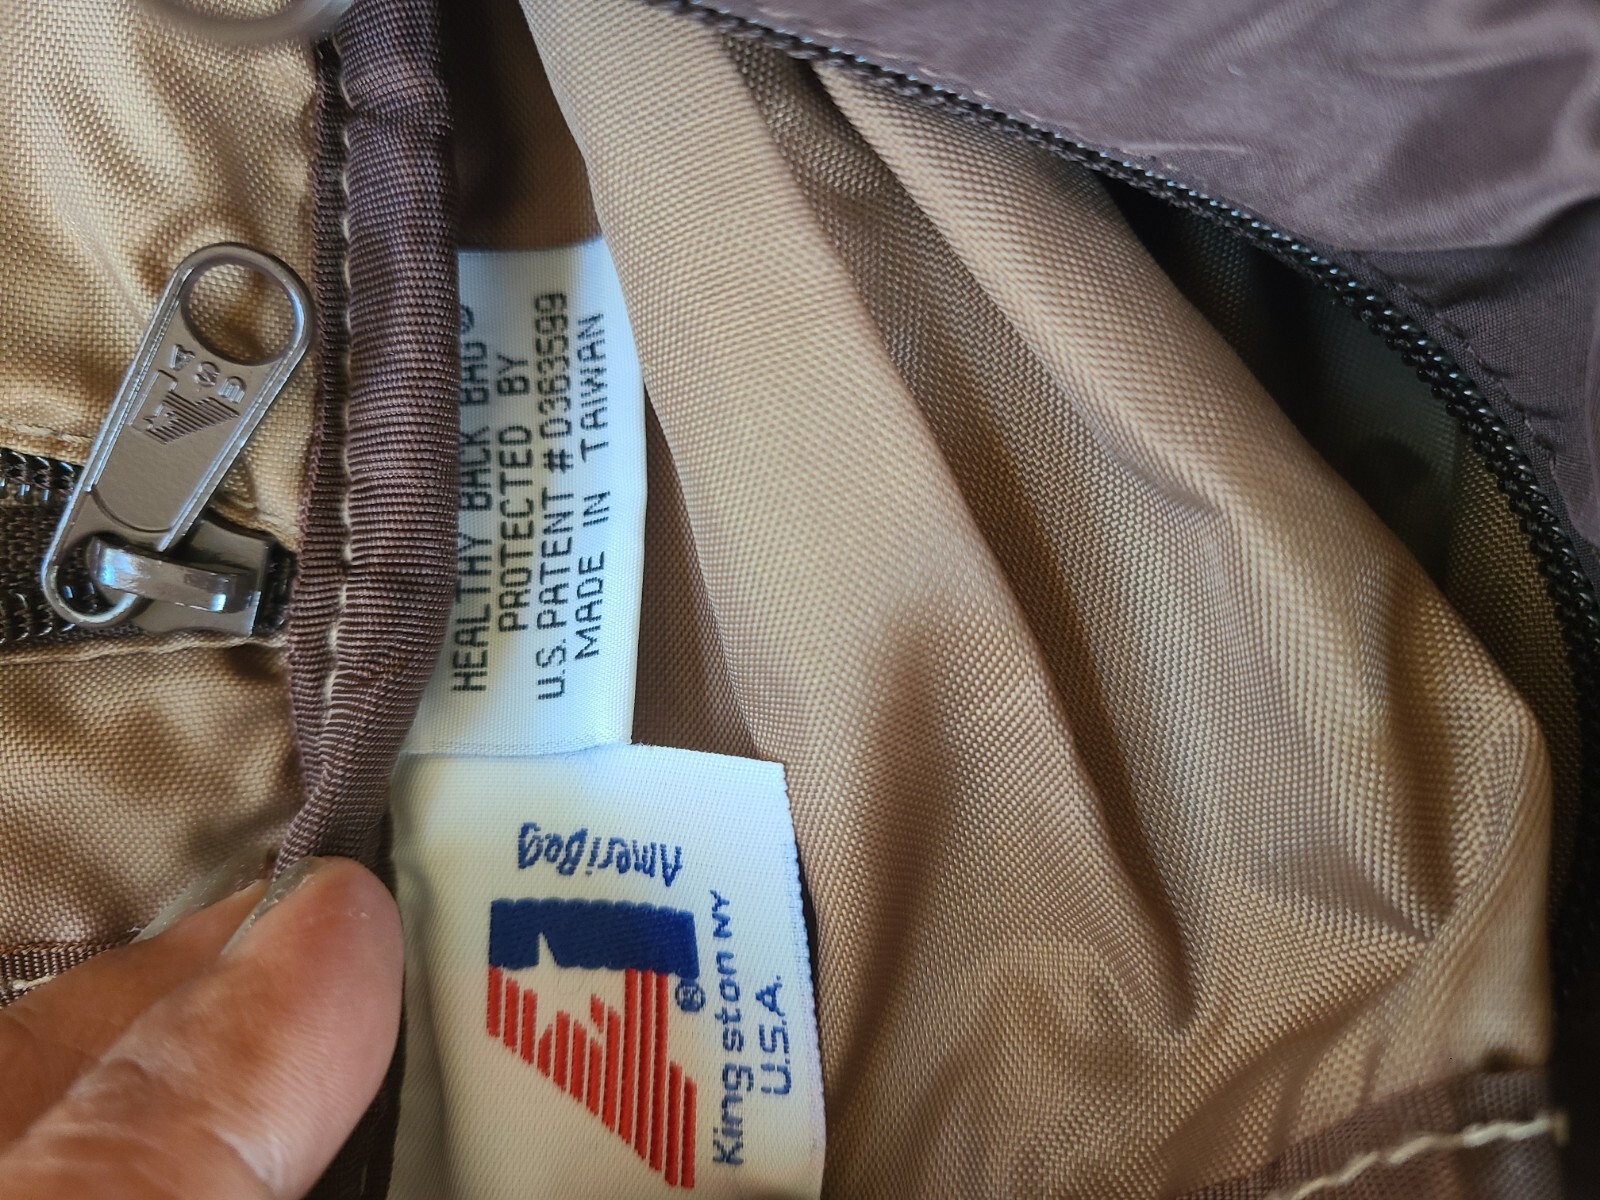 USA
HEALTHY BACK BAG®
PROTECTED BY
U.S. PATENT # D363599
MADE IN TAIWAN
AmeriBag
®
Kingston NY
U.S.A.